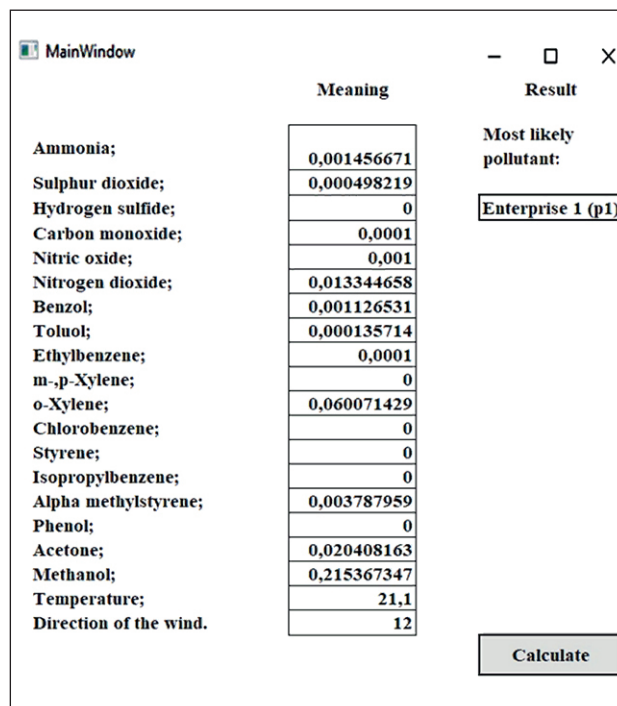 MainWindow
Meaning
Result
Ammonia; 0,001456671
Most likely
pollutant:
Sulphur dioxide; 0,000498219
Hydrogen sulfide; 0
Enterprise 1 (p1)
Carbon monoxide; 0,0001
Nitric oxide; 0,001
Nitrogen dioxide; 0,013344658
Benzol; 0,001126531
Toluol; 0,000135714
Ethylbenzene; 0,0001
m-,p-Xylene; 0
o-Xylene; 0,060071429
Chlorobenzene; 0
Styrene; 0
Isopropylbenzene; 0
Alpha methylstyrene; 0,003787959
Phenol; 0
Acetone; 0,020408163
Methanol; 0,215367347
Temperature; 21,1
Direction of the wind. 12
Calculate